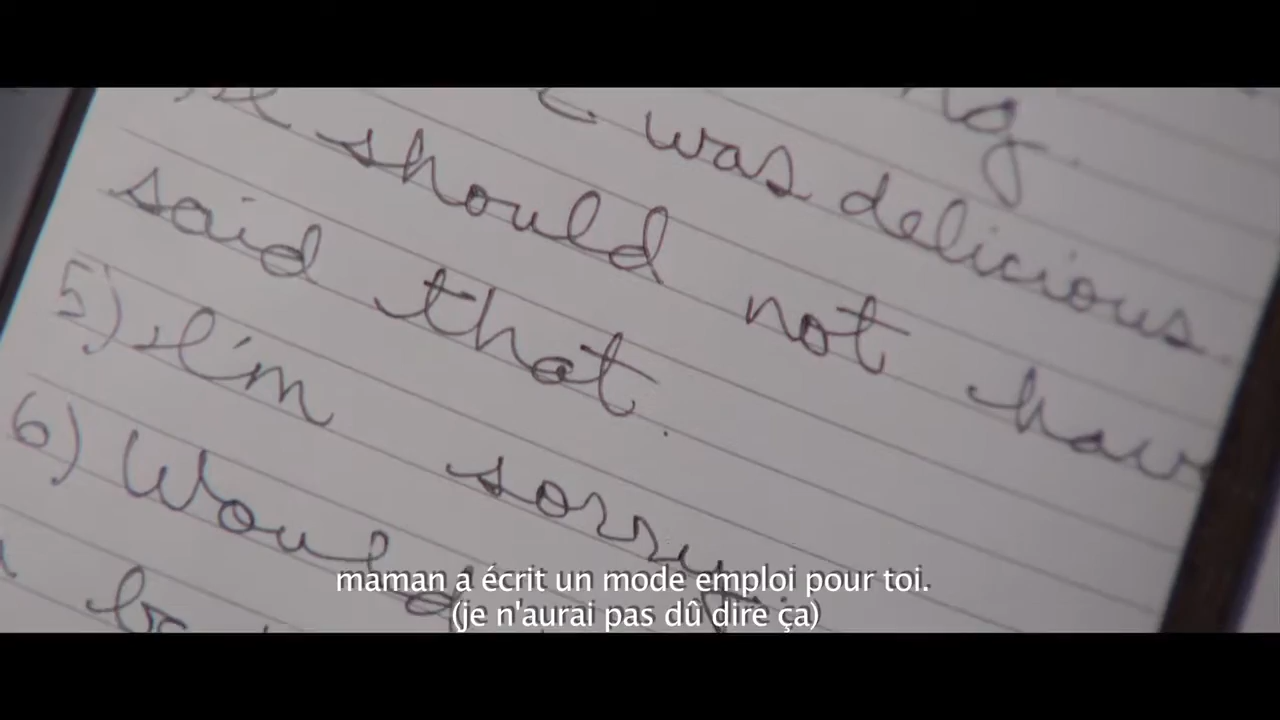 ng.
was delicious.
I should not have
said that.
5) I'm sorry.
6) Would
maman a écrit un mode emploi pour toi.
(je n'aurai pas dû dire ça)